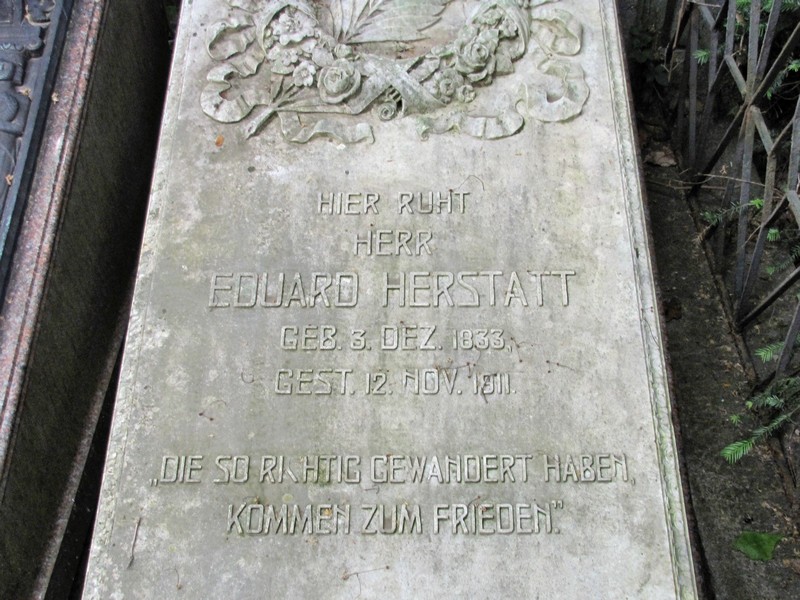 HIER RUHT
HERR
EDUARD HERSTATT
GEB. 3. DEZ. 1833,
GEST. 12. NOV. 1911.
„DIE SO RICHTIG GEWANDERT HABEN,
KOMMEN ZUM FRIEDEN.”